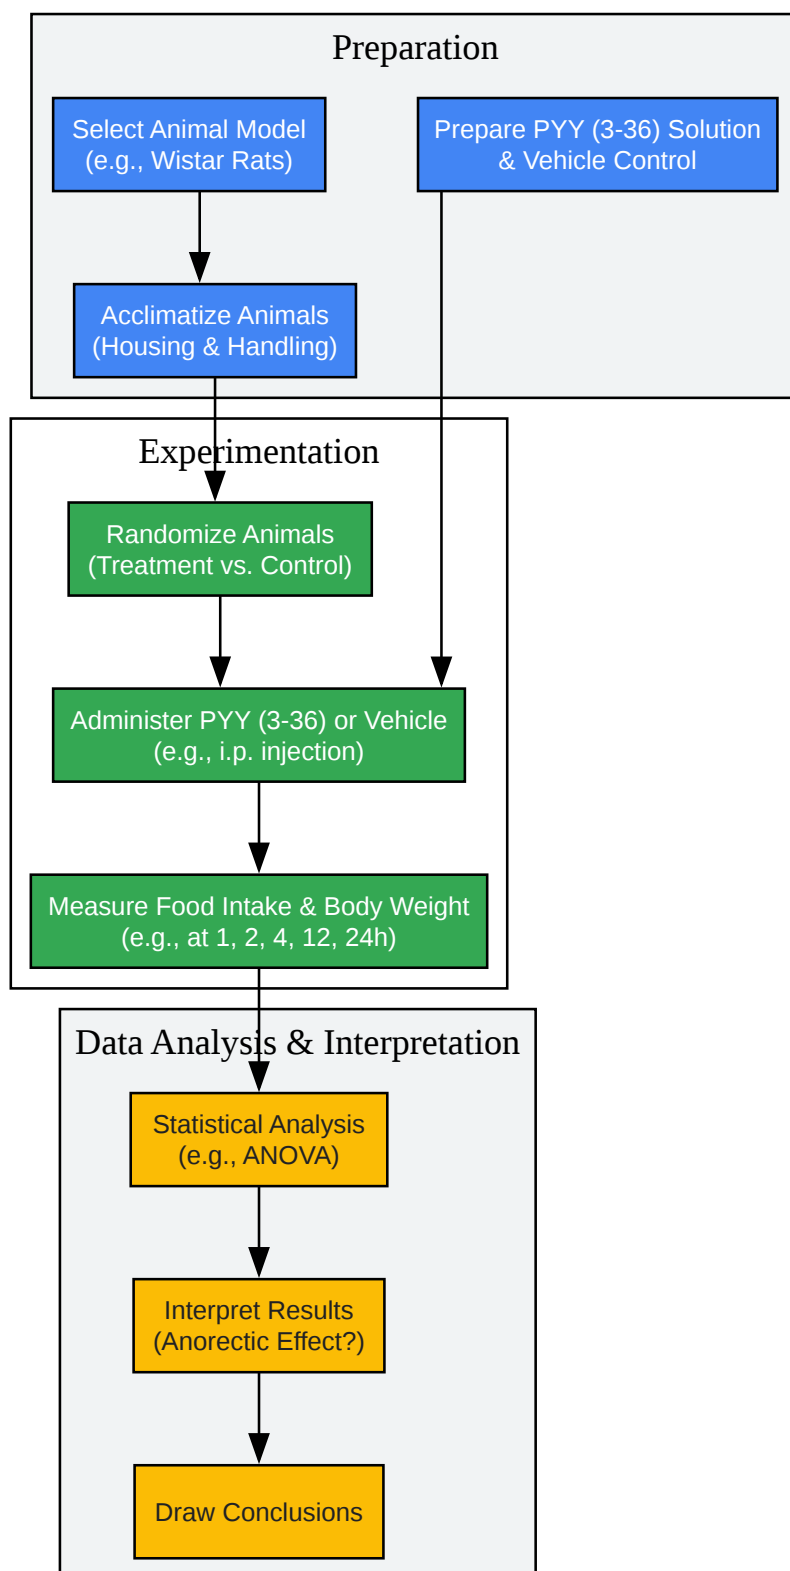 Preparation
Select Animal Model
(e.g., Wistar Rats)
Prepare PYY (3-36) Solution
& Vehicle Control
Acclimatize Animals
(Housing & Handling)
Experimentation
Randomize Animals
(Treatment vs. Control)
Administer PYY (3-36) or Vehicle
(e.g., i.p. injection)
Measure Food Intake & Body Weight
(e.g., at 1, 2, 4, 12, 24h)
Data Analysis & Interpretation
Statistical Analysis
(e.g., ANOVA)
Interpret Results
(Anorectic Effect?)
Draw Conclusions